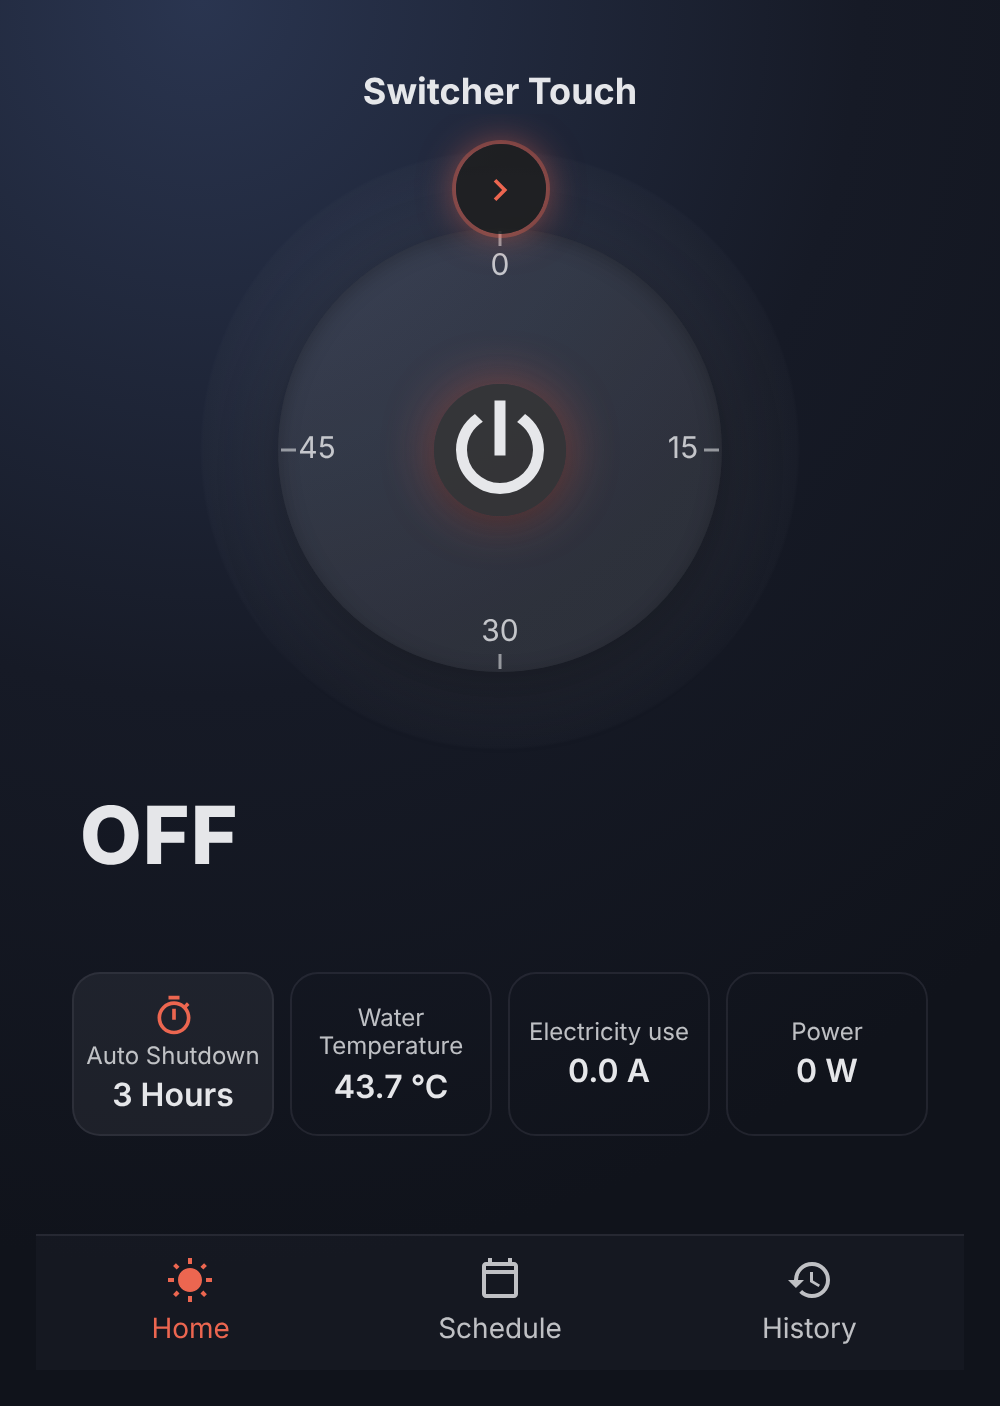 Switcher Touch
0
45
15
30
OFF
Auto Shutdown
3 Hours
Water
Temperature
43.7 °C
Electricity use
0.0 A
Power
0 W
Home
Schedule
History